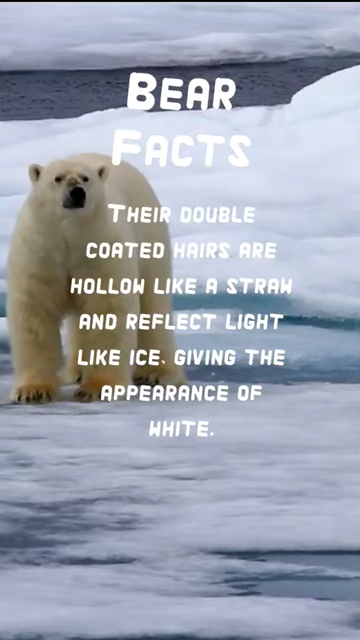 Bear
Facts
Their double
coated hairs are
hollow like a straw
and reflect light
like ice, giving the
appearance of
white.